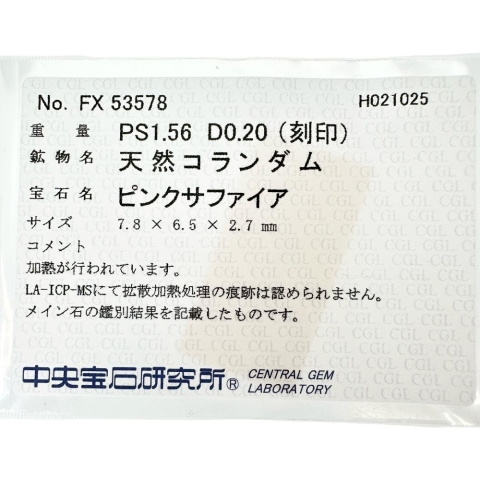 No. FX 53578 H021025
重量 PS1.56 D0.20 (刻印)
鉱物名 天然コランダム
宝石名 ピンクサファイア
サイズ 7.8 × 6.5 × 2.7 mm
コメント
加熱が行われています。
LA-ICP-MSにて拡散加熱処理の痕跡は認められません。
メイン石の鑑別結果を記載したものです。
中央宝石研究所® CENTRAL GEM
LABORATORY